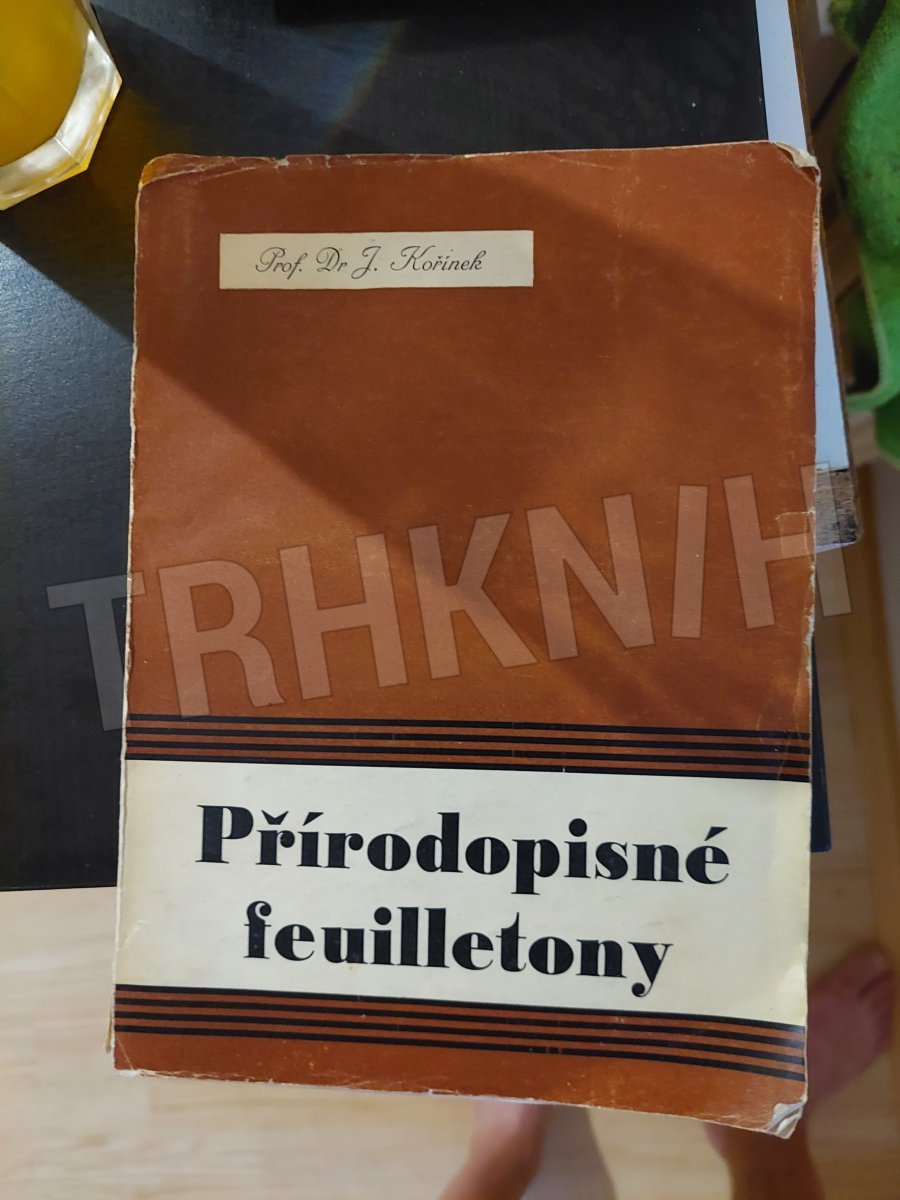 Prof. Dr J. Kořínek
TRHKNIH
Přírodopisné
feuilletony